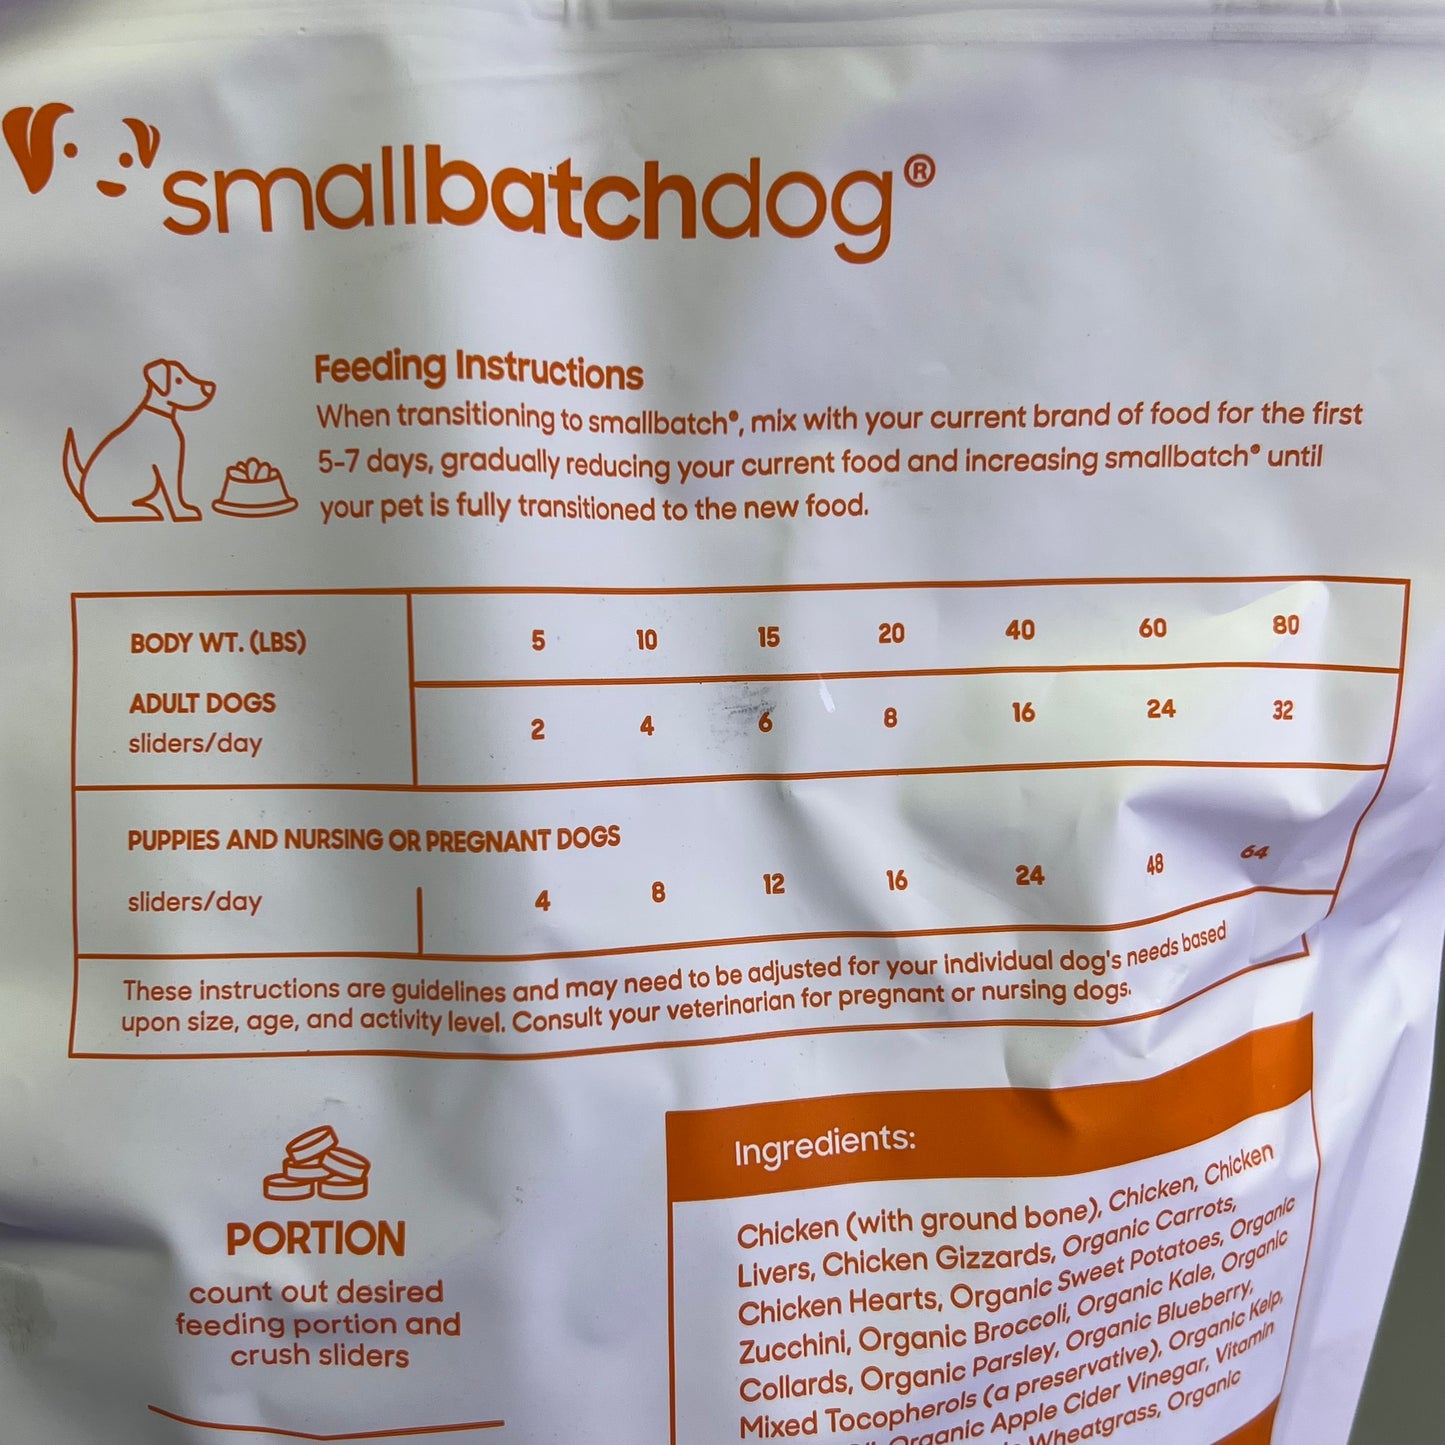 smallbatchdog®
Feeding Instructions
When transitioning to smallbatch®, mix with your current brand of food for the first
5-7 days, gradually reducing your current food and increasing smallbatch® until
your pet is fully transitioned to the new food.
BODY WT. (LBS) 5 10 15 20 40 60 80
ADULT DOGS
sliders/day 2 4 6 8 16 24 32
PUPPIES AND NURSING OR PREGNANT DOGS
sliders/day 4 8 12 16 24 48 64
These instructions are guidelines and may need to be adjusted for your individual dog's needs based
upon size, age, and activity level. Consult your veterinarian for pregnant or nursing dogs.
PORTION
count out desired
feeding portion and
crush sliders
Ingredients:
Chicken (with ground bone), Chicken, Chicken
Livers, Chicken Gizzards, Organic Carrots,
Chicken Hearts, Organic Sweet Potatoes, Organic
Zucchini, Organic Broccoli, Organic Kale, Organic
Collards, Organic Parsley, Organic Blueberry,
Mixed Tocopherols (a preservative), Organic Kelp,
Organic Apple Cider Vinegar, Vitamin
Wheatgrass, Organic